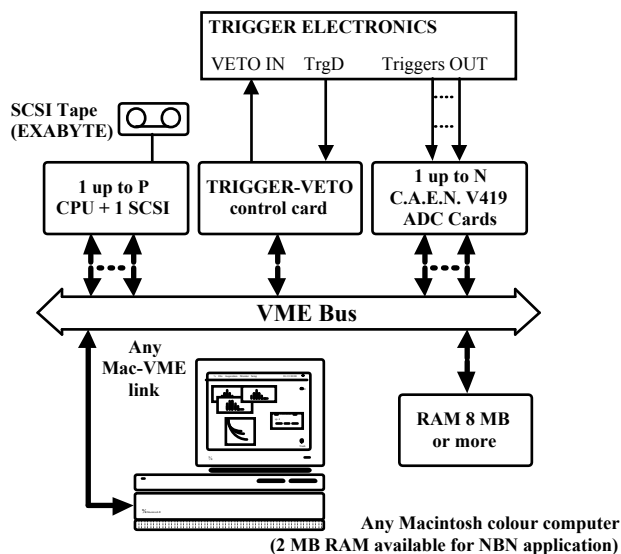 TRIGGER ELECTRONICS
VETO IN TrgD Triggers OUT
SCSI Tape
(EXABYTE)
1 up to P
CPU + 1 SCSI
TRIGGER-VETO
control card
1 up to N
C.A.E.N. V419
ADC Cards
VME Bus
Any
Mac-VME
link
RAM 8 MB
or more
Any Macintosh colour computer
(2 MB RAM available for NBN application)